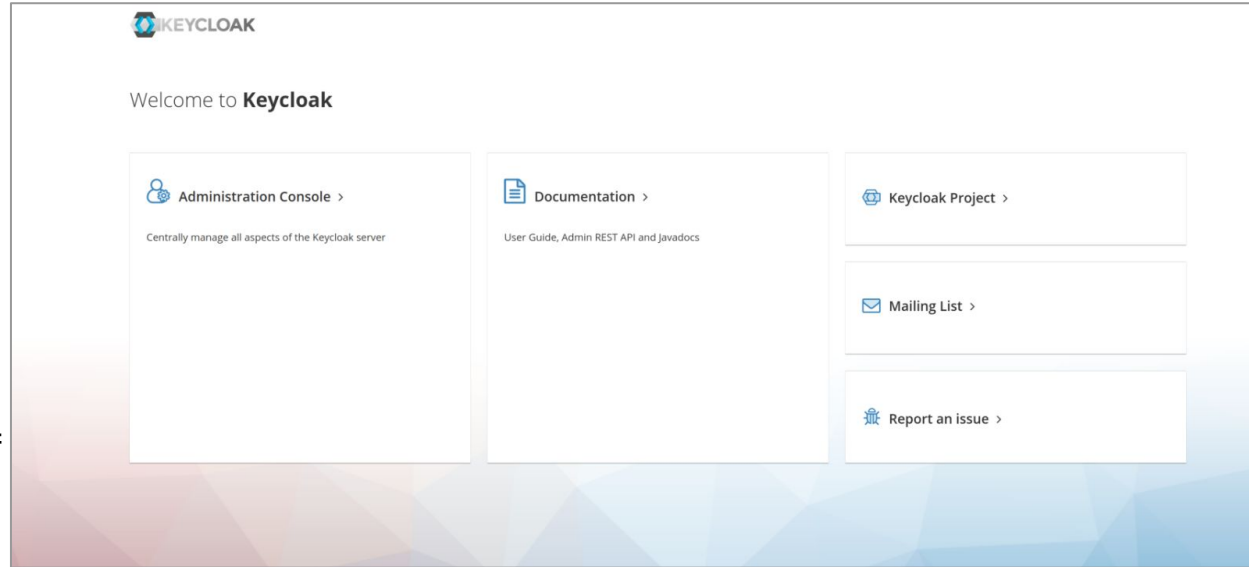 KEYCLOAK
Welcome to Keycloak
Administration Console >
Centrally manage all aspects of the Keycloak server
Documentation >
User Guide, Admin REST API and Javadocs
Keycloak Project >
Mailing List >
Report an issue >
: